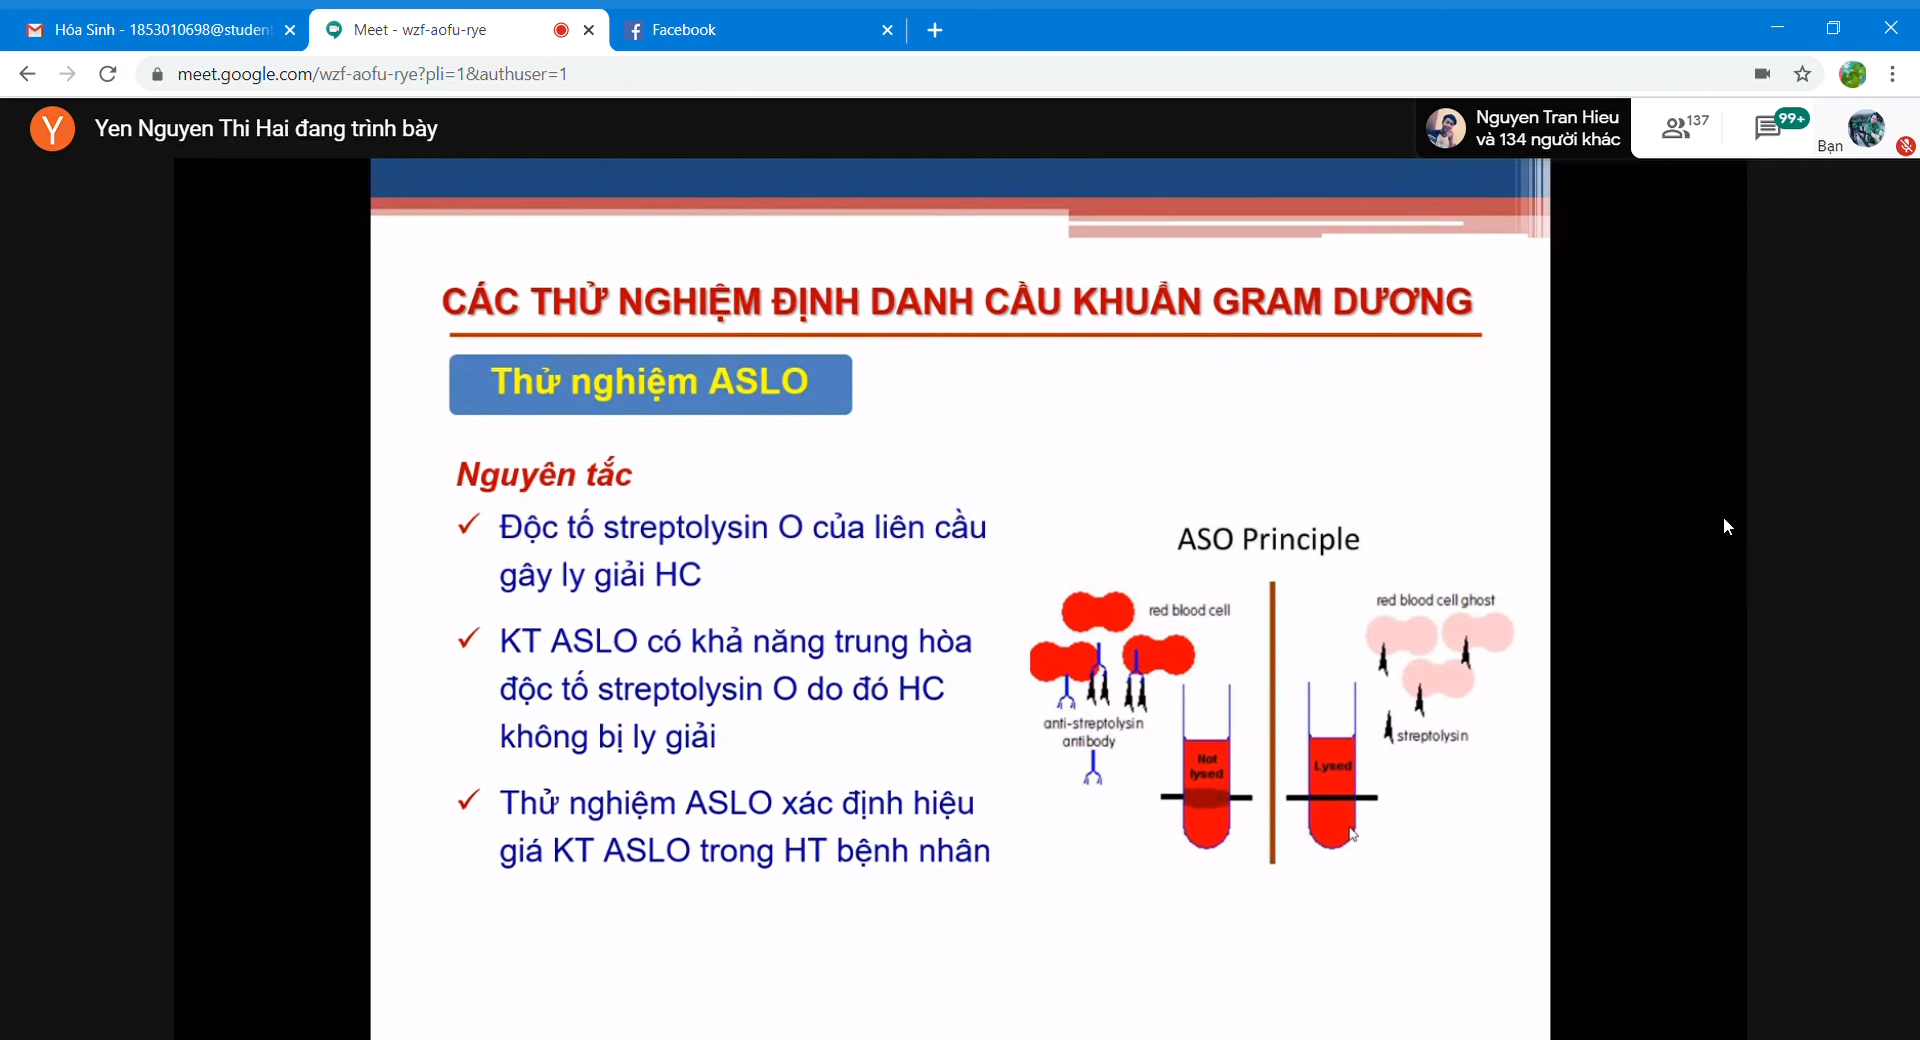 Hóa Sinh - 1853010698@student
Meet - wzf-aofu-rye
Facebook
meet.google.com/wzf-aofu-rye?pli=1&authuser=1
Y
Yen Nguyen Thi Hai đang trình bày
Nguyen Tran Hieu
và 134 người khác
137
99+
Bạn
CÁC THỬ NGHIỆM ĐỊNH DANH CẦU KHUẨN GRAM DƯƠNG
Thử nghiệm ASLO
Nguyên tắc
Độc tố streptolysin O của liên cầu
gây ly giải HC
KT ASLO có khả năng trung hòa
độc tố streptolysin O do đó HC
không bị ly giải
Thử nghiệm ASLO xác định hiệu
giá KT ASLO trong HT bệnh nhân
ASO Principle
red blood cell
anti-streptolysin
antibody
Not
lysed
red blood cell ghost
streptolysin
Lysed